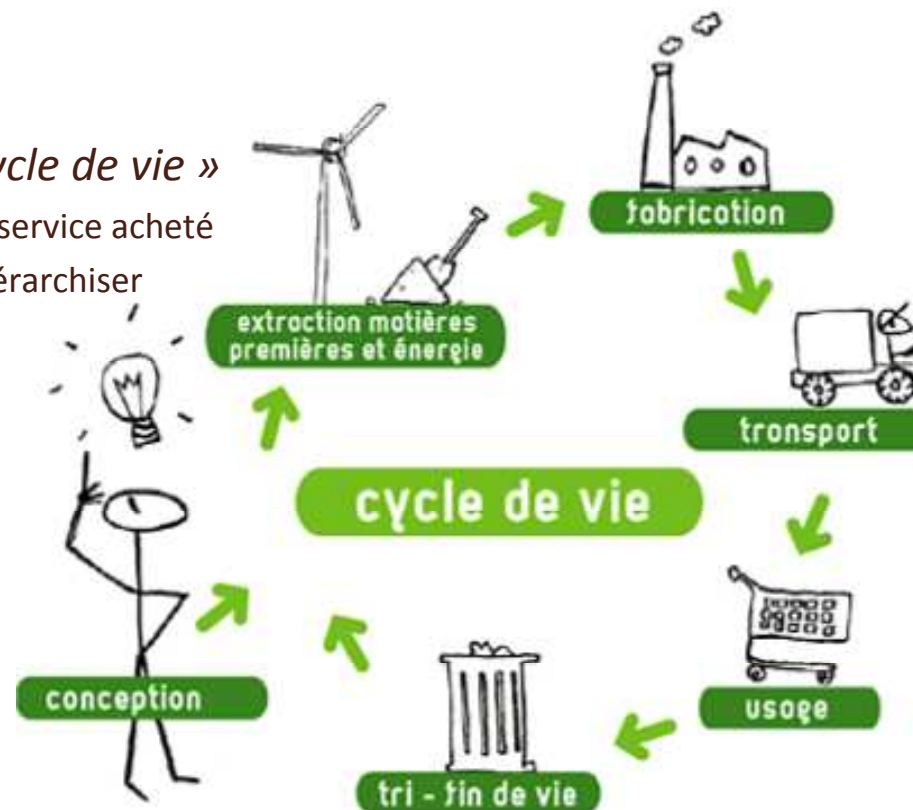 ycle de vie »
service acheté
érarchiser
extraction matières
premières et énergie
fabrication
transport
cycle de vie
usage
conception
tri - fin de vie